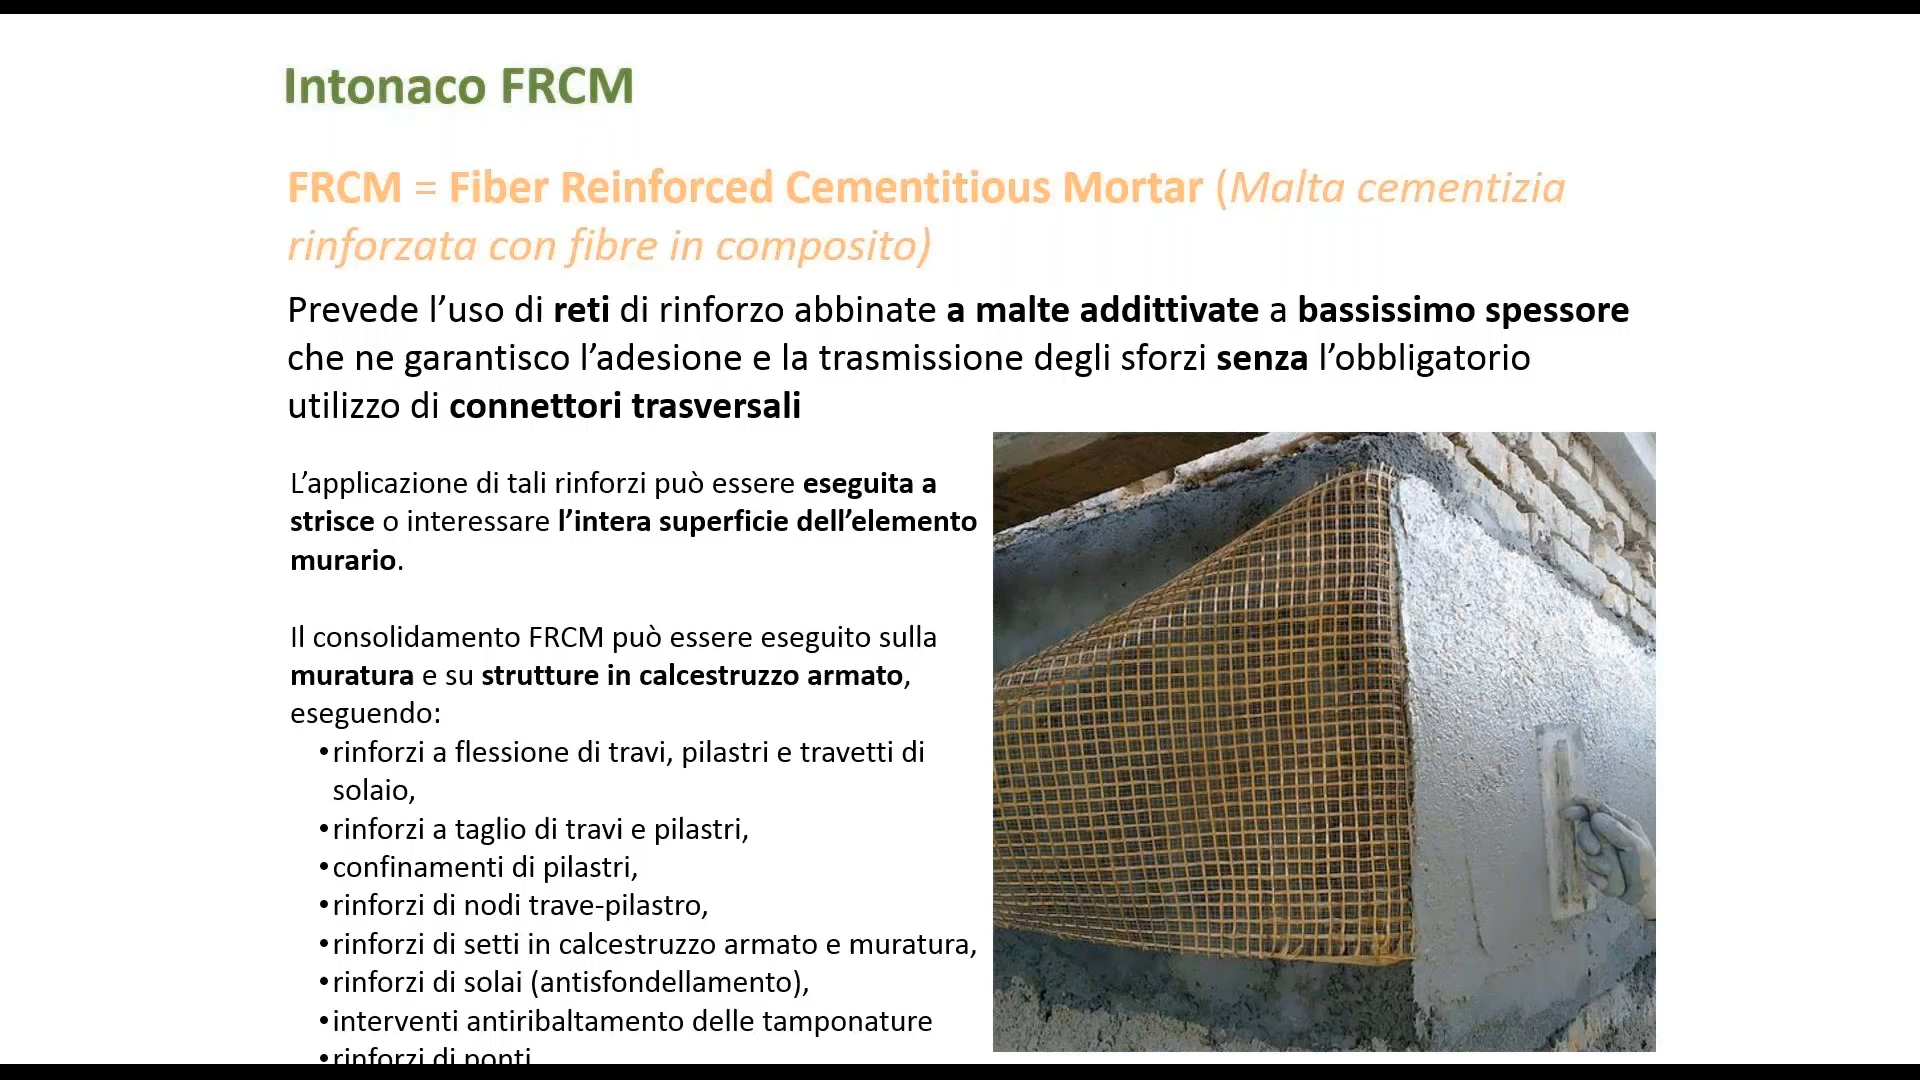 Intonaco FRCM
FRCM = Fiber Reinforced Cementitious Mortar (Malta cementizia
rinforzata con fibre in composito)
Prevede l’uso di reti di rinforzo abbinate a malte addittivate a bassissimo spessore
che ne garantisco l’adesione e la trasmissione degli sforzi senza l’obbligatorio
utilizzo di connettori trasversali
L’applicazione di tali rinforzi può essere eseguita a
strisce o interessare l’intera superficie dell’elemento
murario.
Il consolidamento FRCM può essere eseguito sulla
muratura e su strutture in calcestruzzo armato,
eseguendo:
•rinforzi a flessione di travi, pilastri e travetti di
solaio,
•rinforzi a taglio di travi e pilastri,
•confinamenti di pilastri,
•rinforzi di nodi trave-pilastro,
•rinforzi di setti in calcestruzzo armato e muratura,
•rinforzi di solai (antisfondellamento),
•interventi antiribaltamento delle tamponature
•rinforzi di ponti